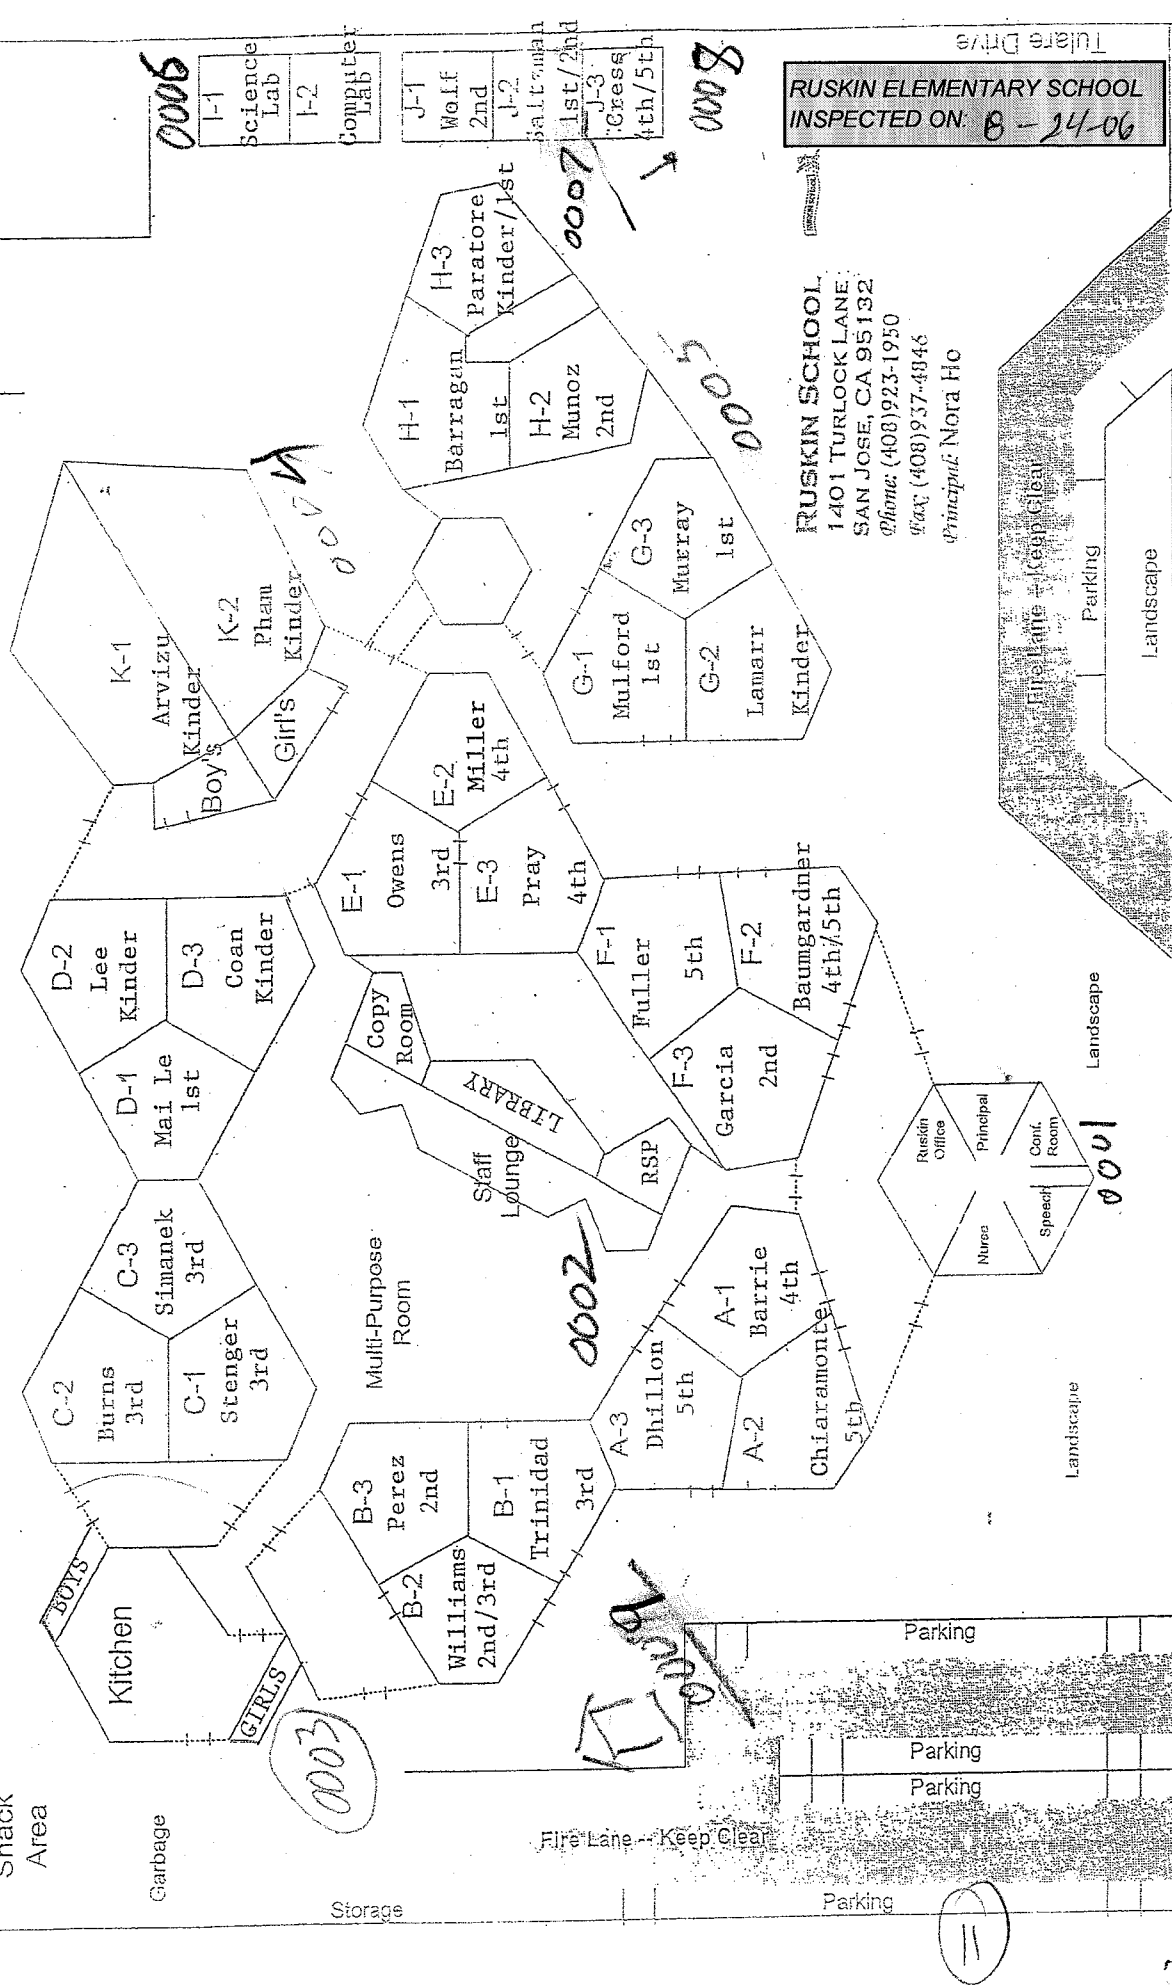 Tulare Drive
RUSKIN ELEMENTARY SCHOOL
INSPECTED ON: 8-24-06
0006
I-1
Science
Lab
I-2
Computer
Lab
J-1
Wolf
2nd
J-2
Saltzman
1st/2nd
J-3
Cress
4th/5th
0007
0008
H-3
Paratore
Kinder/1st
H-1
Barragan
1st
H-2
Munoz
2nd
0005
RUSKIN SCHOOL
1401 TURLOCK LANE
SAN JOSE, CA 95132
Phone: (408)923-1950
Fax: (408)937-4846
Principal: Nora Ho
K-1
Arvizu
Kinder
K-2
Pham
Kinder
0004
Boy's
Girl's
G-3
Murray
1st
G-1
Mulford
1st
G-2
Lamarr
Kinder
Fire Lane -- Keep Clear
Parking
Landscape
E-2
Miller
4th
E-1
Owens
3rd
E-3
Pray
4th
D-2
Lee
Kinder
D-3
Coan
Kinder
D-1
Mai Le
1st
Copy
Room
LIBRARY
Staff
Lounge
RSP
F-1
Fuller
5th
F-2
Baumgardner
4th/5th
F-3
Garcia
2nd
C-3
Simanek
3rd
C-2
Burns
3rd
C-1
Stenger
3rd
Multi-Purpose
Room
0002
A-1
Barrie
4th
A-3
Dhillon
5th
A-2
Chiaramonte
5th
Ruskin
Office
Principal
Conf.
Room
Nurse
Speech
0001
Landscape
Landscape
B-3
Perez
2nd
B-1
Trinidad
3rd
B-2
Williams
2nd/3rd
BOYS
Kitchen
GIRLS
0003
0009
Snack
Area
Garbage
Storage
Fire Lane -- Keep Clear
Parking
Parking
Parking
Parking
11